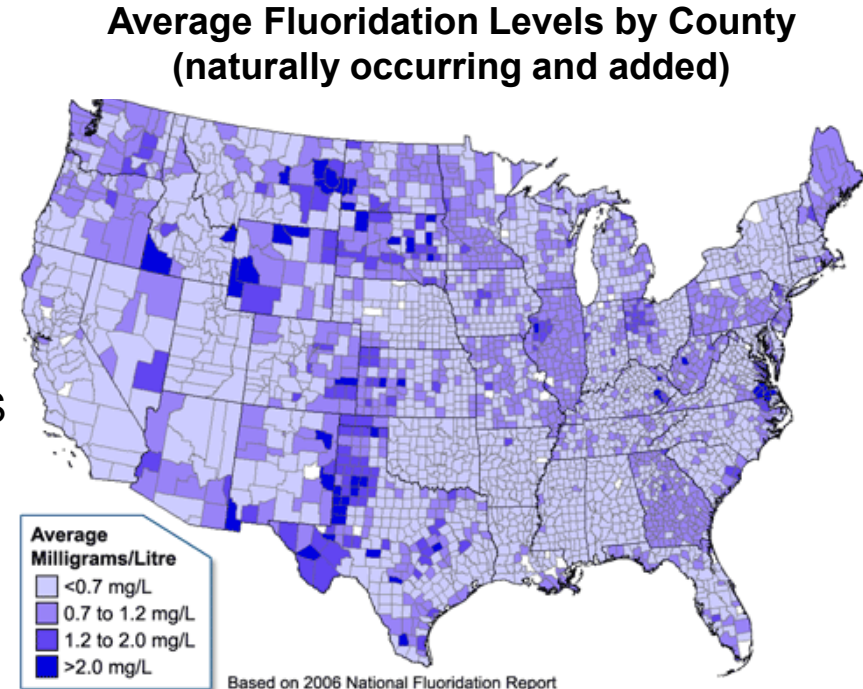 Average Fluoridation Levels by County
(naturally occurring and added)
s
Average
Milligrams/Litre
<0.7 mg/L
0.7 to 1.2 mg/L
1.2 to 2.0 mg/L
>2.0 mg/L
Based on 2006 National Fluoridation Report